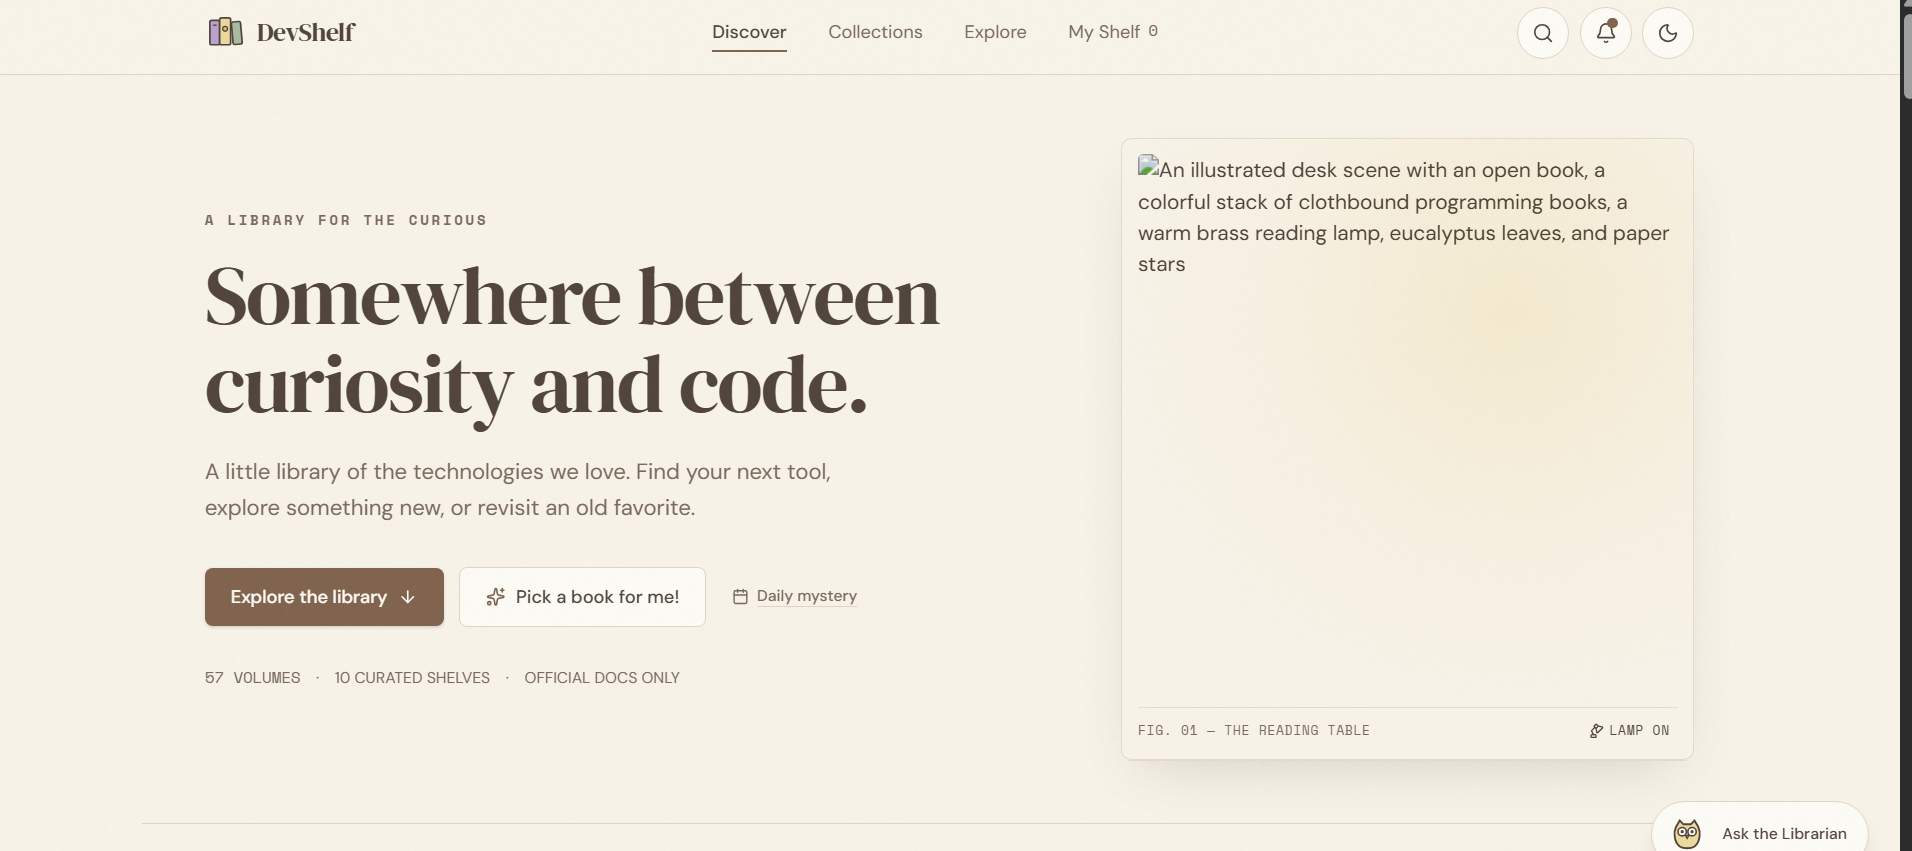 DevShelf
Discover
Collections
Explore
My Shelf 0
A LIBRARY FOR THE CURIOUS
Somewhere between
curiosity and code.
A little library of the technologies we love. Find your next tool,
explore something new, or revisit an old favorite.
Explore the library
Pick a book for me!
Daily mystery
57 VOLUMES · 10 CURATED SHELVES · OFFICIAL DOCS ONLY
An illustrated desk scene with an open book, a
colorful stack of clothbound programming books, a
warm brass reading lamp, eucalyptus leaves, and paper
stars
FIG. 01 — THE READING TABLE
LAMP ON
Ask the Librarian